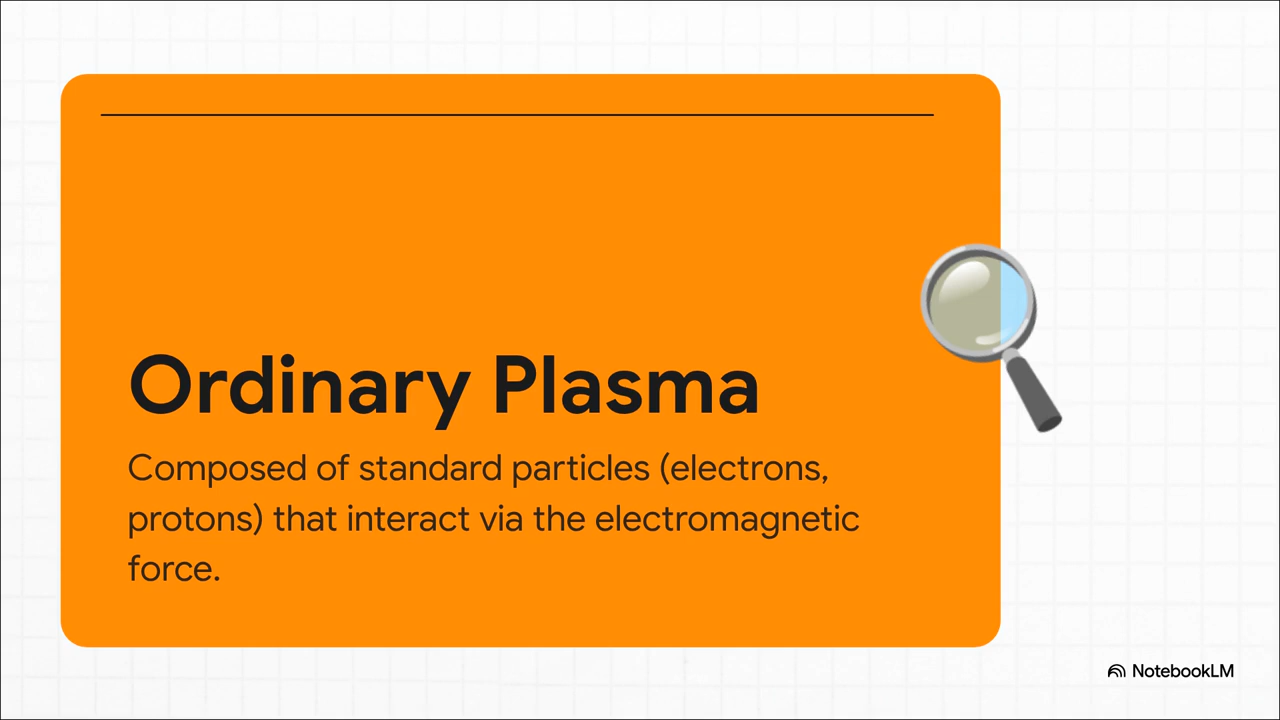 Ordinary Plasma
Composed of standard particles (electrons,
protons) that interact via the electromagnetic
force.
NotebookLM